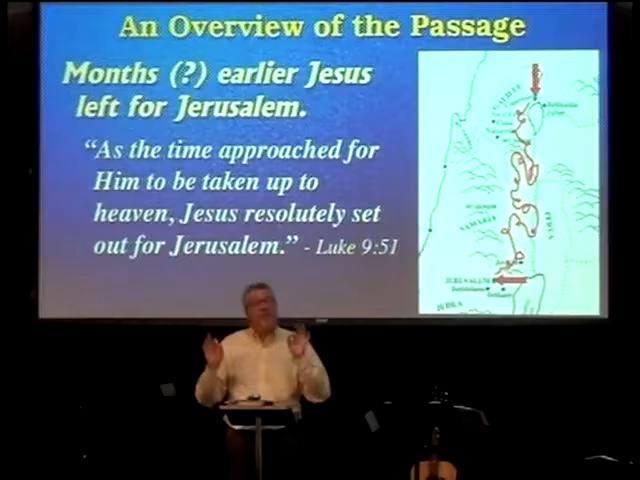 An Overview of the Passage
Months (?) earlier Jesus
left for Jerusalem.
“As the time approached for
Him to be taken up to
heaven, Jesus resolutely set
out for Jerusalem.” - Luke 9:51
GALILEE
SAMARIA
JERUSALEM
JUDEA